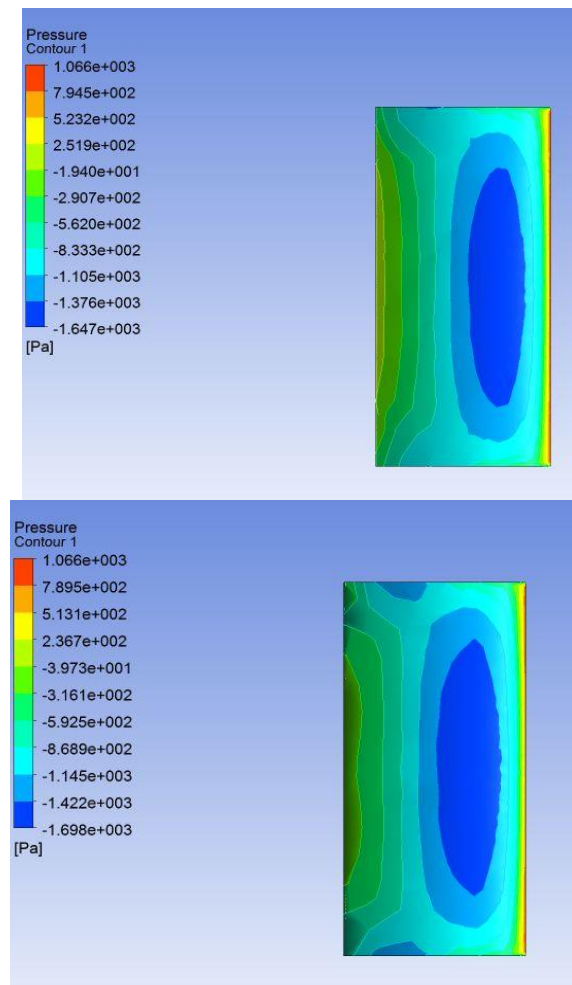 Pressure
Contour 1
1.066e+003
7.945e+002
5.232e+002
2.519e+002
-1.940e+001
-2.907e+002
-5.620e+002
-8.333e+002
-1.105e+003
-1.376e+003
-1.647e+003
[Pa]
Pressure
Contour 1
1.066e+003
7.895e+002
5.131e+002
2.367e+002
-3.973e+001
-3.161e+002
-5.925e+002
-8.689e+002
-1.145e+003
-1.422e+003
-1.698e+003
[Pa]